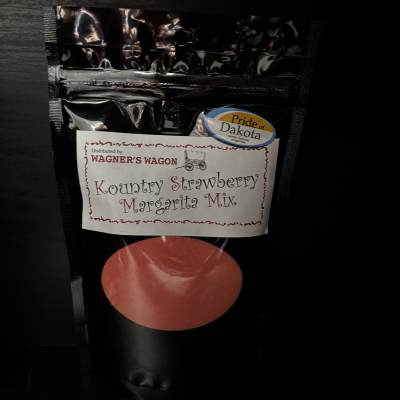 Pride of
Dakota
Distributed by
WAGNER'S WAGON
Kountry Strawberry
Margarita Mix